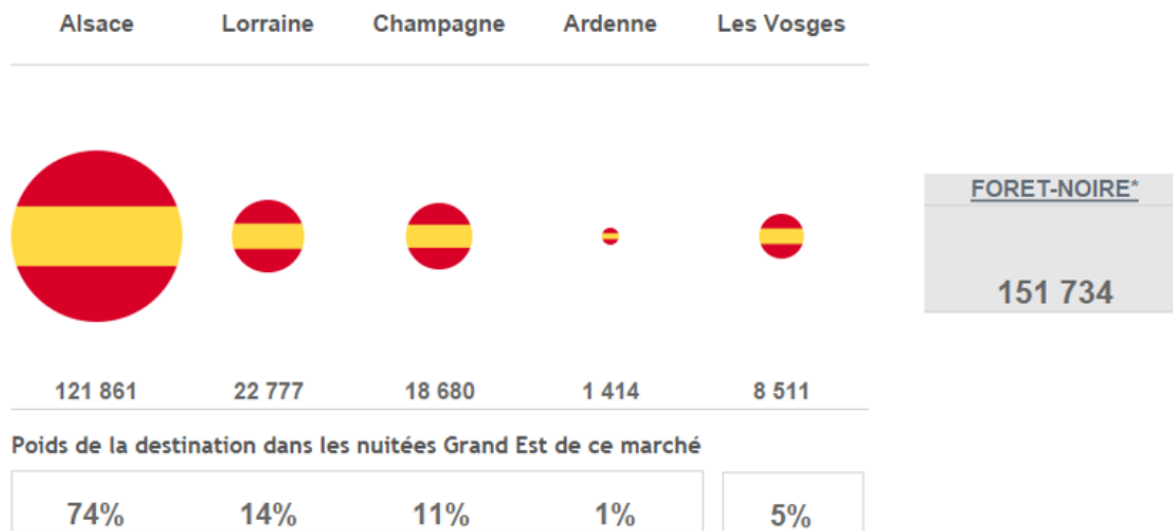 Alsace Lorraine Champagne Ardenne Les Vosges
FORET-NOIRE*
151 734
121 861 22 777 18 680 1 414 8 511
Poids de la destination dans les nuitées Grand Est de ce marché
74% 14% 11% 1% 5%